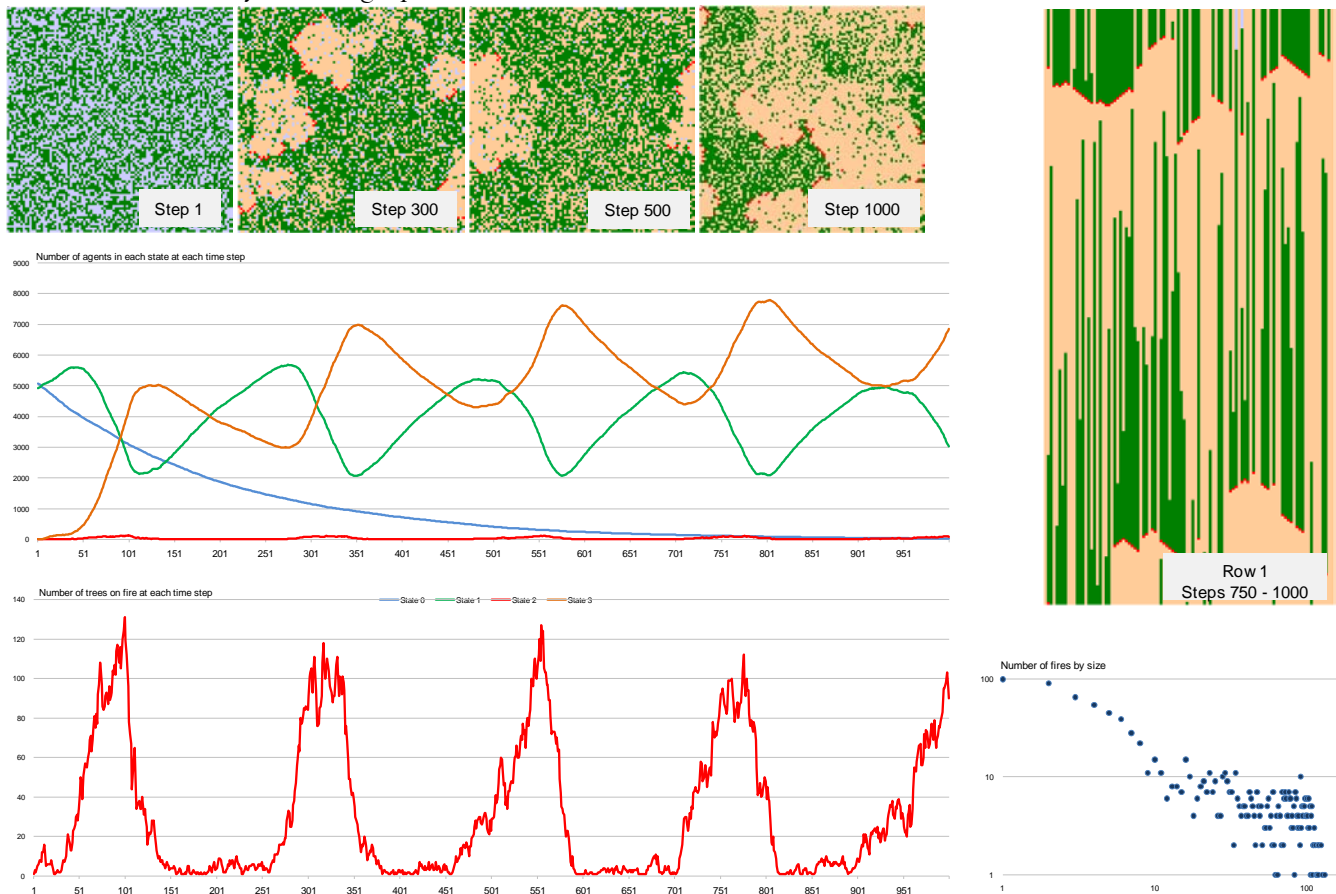 Step 1
Step 300
Step 500
Step 1000
Number of agents in each state at each time step
9000
8000
7000
6000
5000
4000
3000
2000
1000
0
1 51 101 151 201 251 301 351 401 451 501 551 601 651 701 751 801 851 901 951
Number of trees on fire at each time step
State 0 State 1 State 2 State 3
140
120
100
80
60
40
20
0
1 51 101 151 201 251 301 351 401 451 501 551 601 651 701 751 801 851 901 951
Row 1
Steps 750 - 1000
Number of fires by size
100
10
1
1 10 100